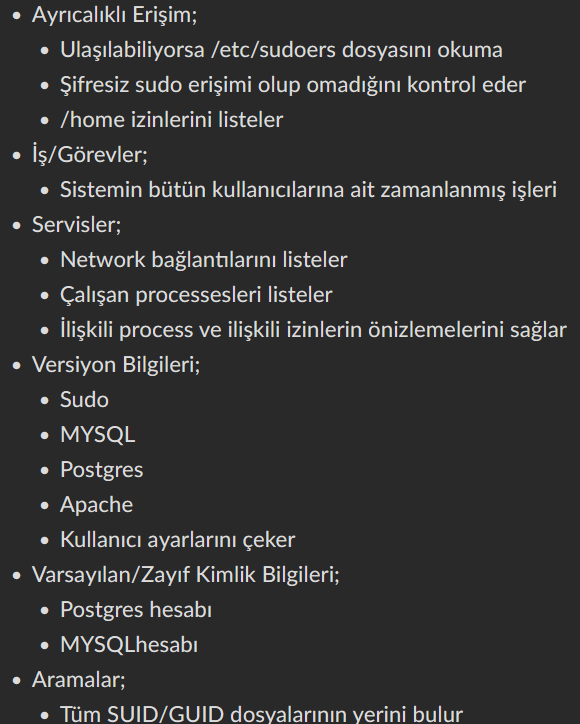 Ayrıcalıklı Erişim;
Ulaşılabiliyorsa /etc/sudoers dosyasını okuma
Şifresiz sudo erişimi olup omadığını kontrol eder
/home izinlerini listeler
İş/Görevler;
Sistemin bütün kullanıcılarına ait zamanlanmış işleri
Servisler;
Network bağlantılarını listeler
Çalışan processesleri listeler
İlişkili process ve ilişkili izinlerin önizlemelerini sağlar
Versiyon Bilgileri;
Sudo
MYSQL
Postgres
Apache
Kullanıcı ayarlarını çeker
Varsayılan/Zayıf Kimlik Bilgileri;
Postgres hesabı
MYSQLhesabı
Aramalar;
Tüm SUID/GUID dosyalarının yerini bulur